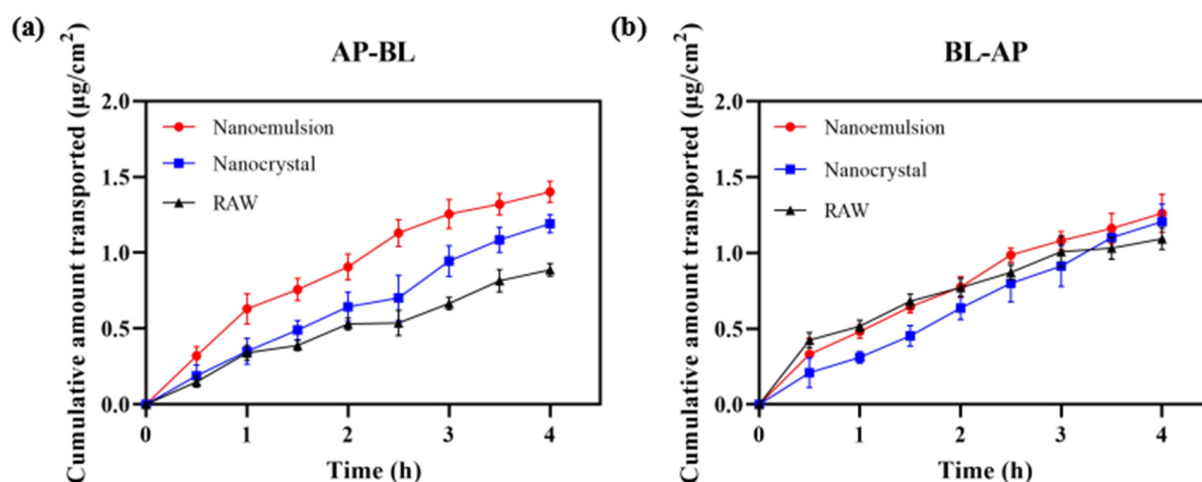 (a)
AP-BL
Cumulative amount transported (µg/cm²)
2.0
1.5
1.0
0.5
0.0
Nanoemulsion
Nanocrystal
RAW
0 1 2 3 4
Time (h)
(b)
BL-AP
Cumulative amount transported (µg/cm²)
2.0
1.5
1.0
0.5
0.0
Nanoemulsion
Nanocrystal
RAW
0 1 2 3 4
Time (h)